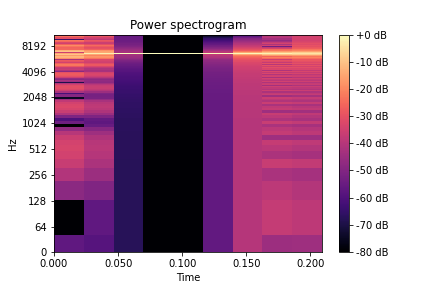 Power spectrogram
Hz
8192
4096
2048
1024
512
256
128
64
0
0.000 0.050 0.100 0.150 0.200
Time
+0 dB
-10 dB
-20 dB
-30 dB
-40 dB
-50 dB
-60 dB
-70 dB
-80 dB